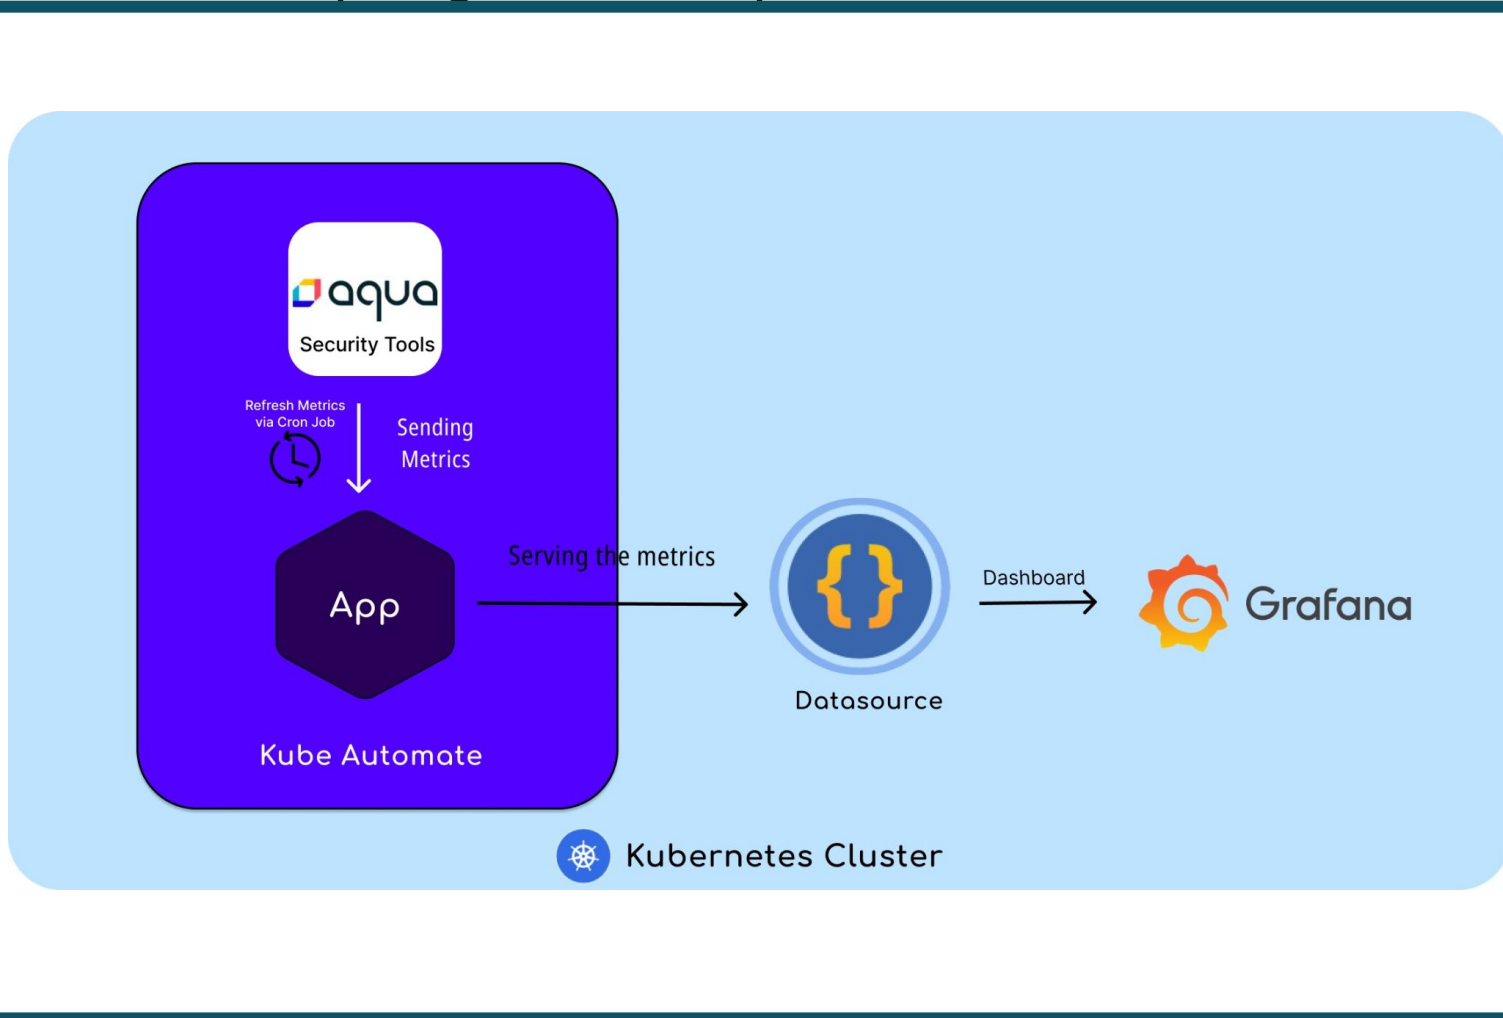 aqua
Security Tools
Refresh Metrics
via Cron Job
Sending
Metrics
App
Serving the metrics
Kube Automate
Datasource
Dashboard
Grafana
Kubernetes Cluster